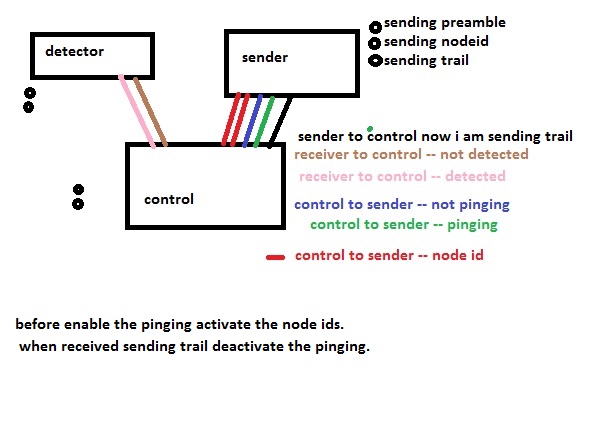 detector
sender
sending preamble
sending nodeid
sending trail
sender to control now i am sending trail
receiver to control -- not detected
receiver to control -- detected
control
control to sender -- not pinging
control to sender -- pinging
control to sender -- node id
before enable the pinging activate the node ids.
when received sending trail deactivate the pinging.